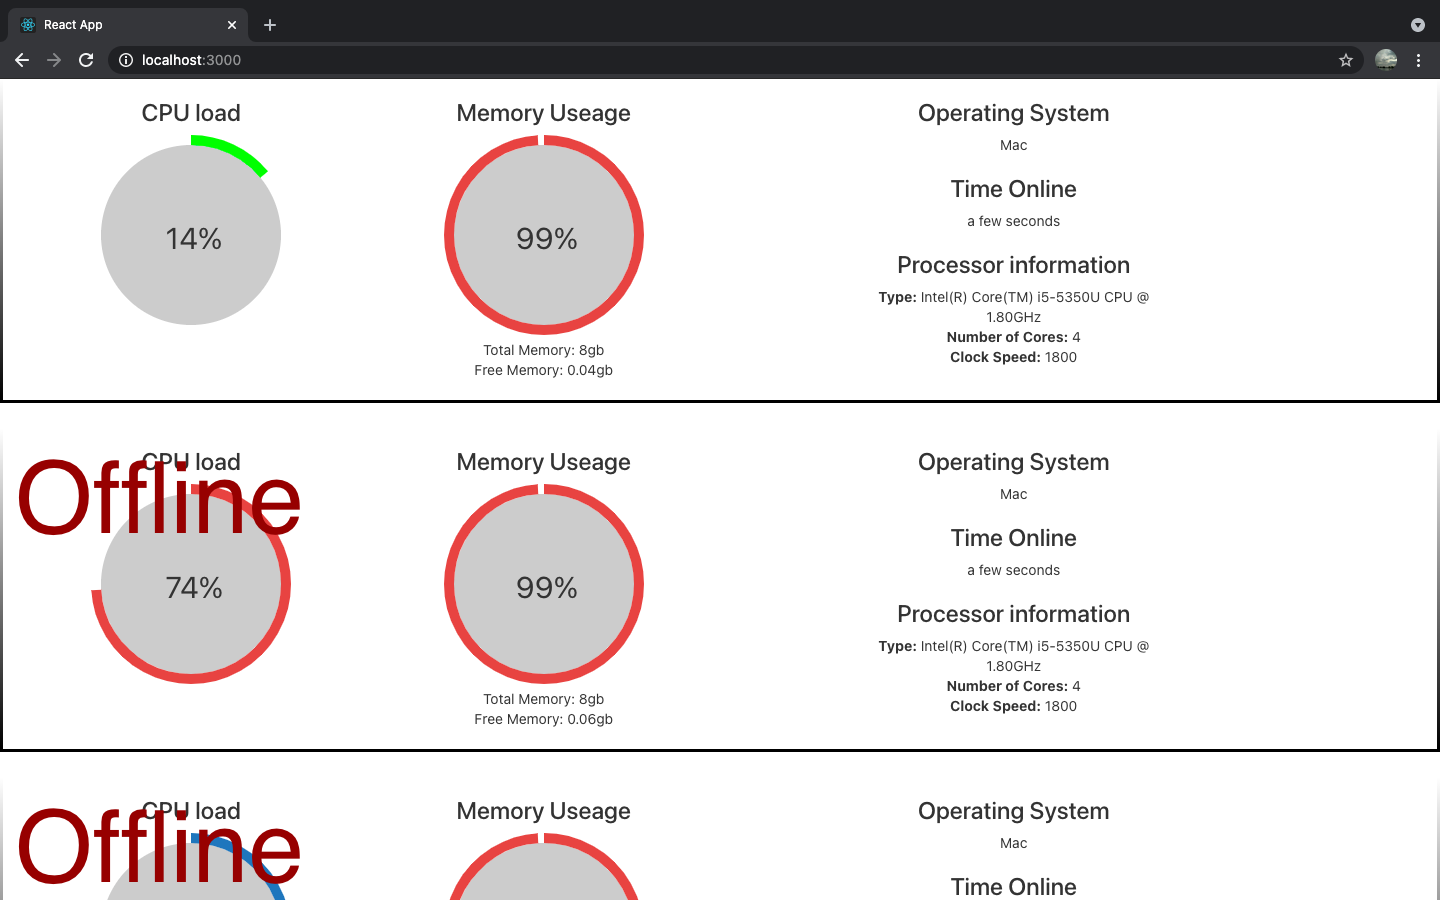 React App
localhost:3000
CPU load
14%
Memory Useage
99%
Total Memory: 8gb
Free Memory: 0.04gb
Operating System
Mac
Time Online
a few seconds
Processor information
Type: Intel(R) Core(TM) i5-5350U CPU @
1.80GHz
Number of Cores: 4
Clock Speed: 1800
Offline
CPU load
74%
Memory Useage
99%
Total Memory: 8gb
Free Memory: 0.06gb
Operating System
Mac
Time Online
a few seconds
Processor information
Type: Intel(R) Core(TM) i5-5350U CPU @
1.80GHz
Number of Cores: 4
Clock Speed: 1800
Offline
CPU load
Memory Useage
Operating System
Mac
Time Online